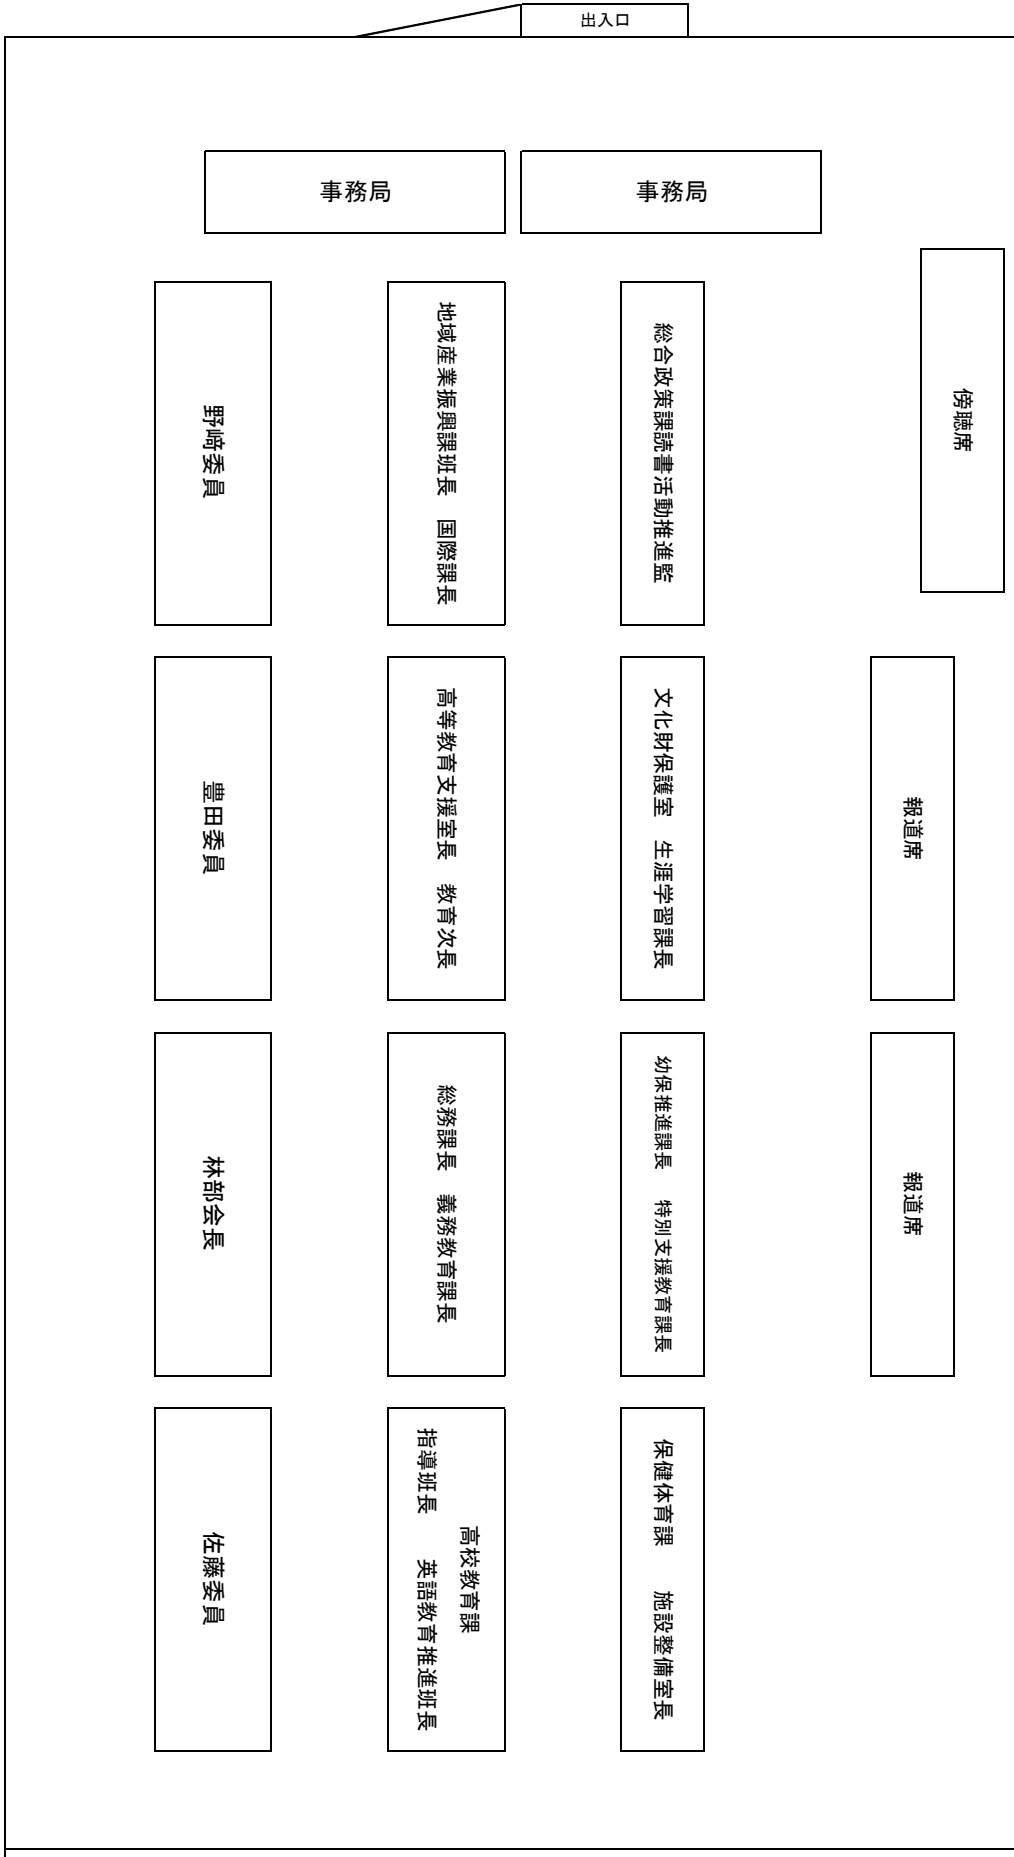 出入口
事務局
事務局
傍聴席
野﨑委員
地域産業振興課班長　国際課長
総合政策課読書活動推進監
豊田委員
高等教育支援室長　教育次長
文化財保護室　生涯学習課長
報道席
林部会長
総務課長　義務教育課長
幼保推進課長　特別支援教育課長
報道席
佐藤委員
高校教育課
指導班長　英語教育推進班長
保健体育課　施設整備室長